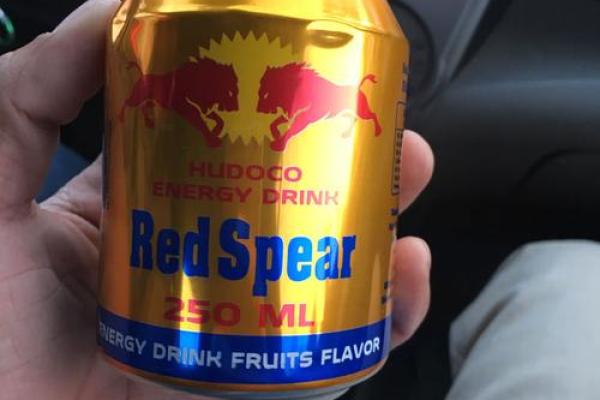 HUDOCO
ENERGY DRINK
Red Spear
250 ML
ENERGY DRINK FRUITS FLAVOR